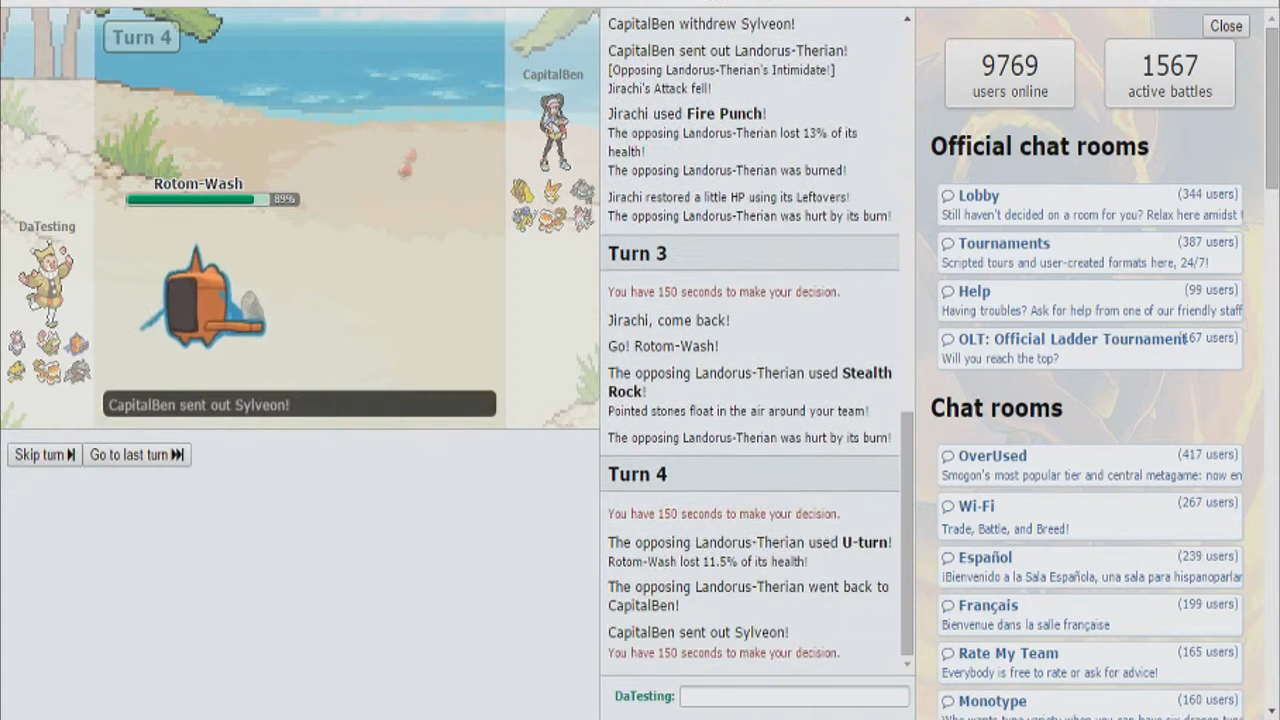 Turn 4
CapitalBen
Rotom-Wash
89%
DaTesting
CapitalBen sent out Sylveon!
Skip turn
Go to last turn
CapitalBen withdrew Sylveon!
CapitalBen sent out Landorus-Therian!
[Opposing Landorus-Therian's Intimidate!]
Jirachi's Attack fell!
Jirachi used Fire Punch!
The opposing Landorus-Therian lost 13% of its
health!
The opposing Landorus-Therian was burned!
Jirachi restored a little HP using its Leftovers!
The opposing Landorus-Therian was hurt by its burn!
Turn 3
You have 150 seconds to make your decision.
Jirachi, come back!
Go! Rotom-Wash!
The opposing Landorus-Therian used Stealth
Rock!
Pointed stones float in the air around your team!
The opposing Landorus-Therian was hurt by its burn!
Turn 4
You have 150 seconds to make your decision.
The opposing Landorus-Therian used U-turn!
Rotom-Wash lost 11.5% of its health!
The opposing Landorus-Therian went back to
CapitalBen!
CapitalBen sent out Sylveon!
You have 150 seconds to make your decision.
DaTesting:
Close
9769
users online
1567
active battles
Official chat rooms
Lobby (344 users)
Still haven't decided on a room for you? Relax here amidst
Tournaments (387 users)
Scripted tours and user-created formats here, 24/7!
Help (99 users)
Having troubles? Ask for help from one of our friendly staff
OLT: Official Ladder Tournament 67 users)
Will you reach the top?
Chat rooms
OverUsed (417 users)
Smogon's most popular tier and central metagame: now en
Wi-Fi (267 users)
Trade, Battle, and Breed!
Español (239 users)
¡Bienvenido a la Sala Española, una sala para hispanoparlar
Français (199 users)
Bienvenue dans la salle française
Rate My Team (165 users)
Everybody is free to rate or ask for advice!
Monotype (160 users)